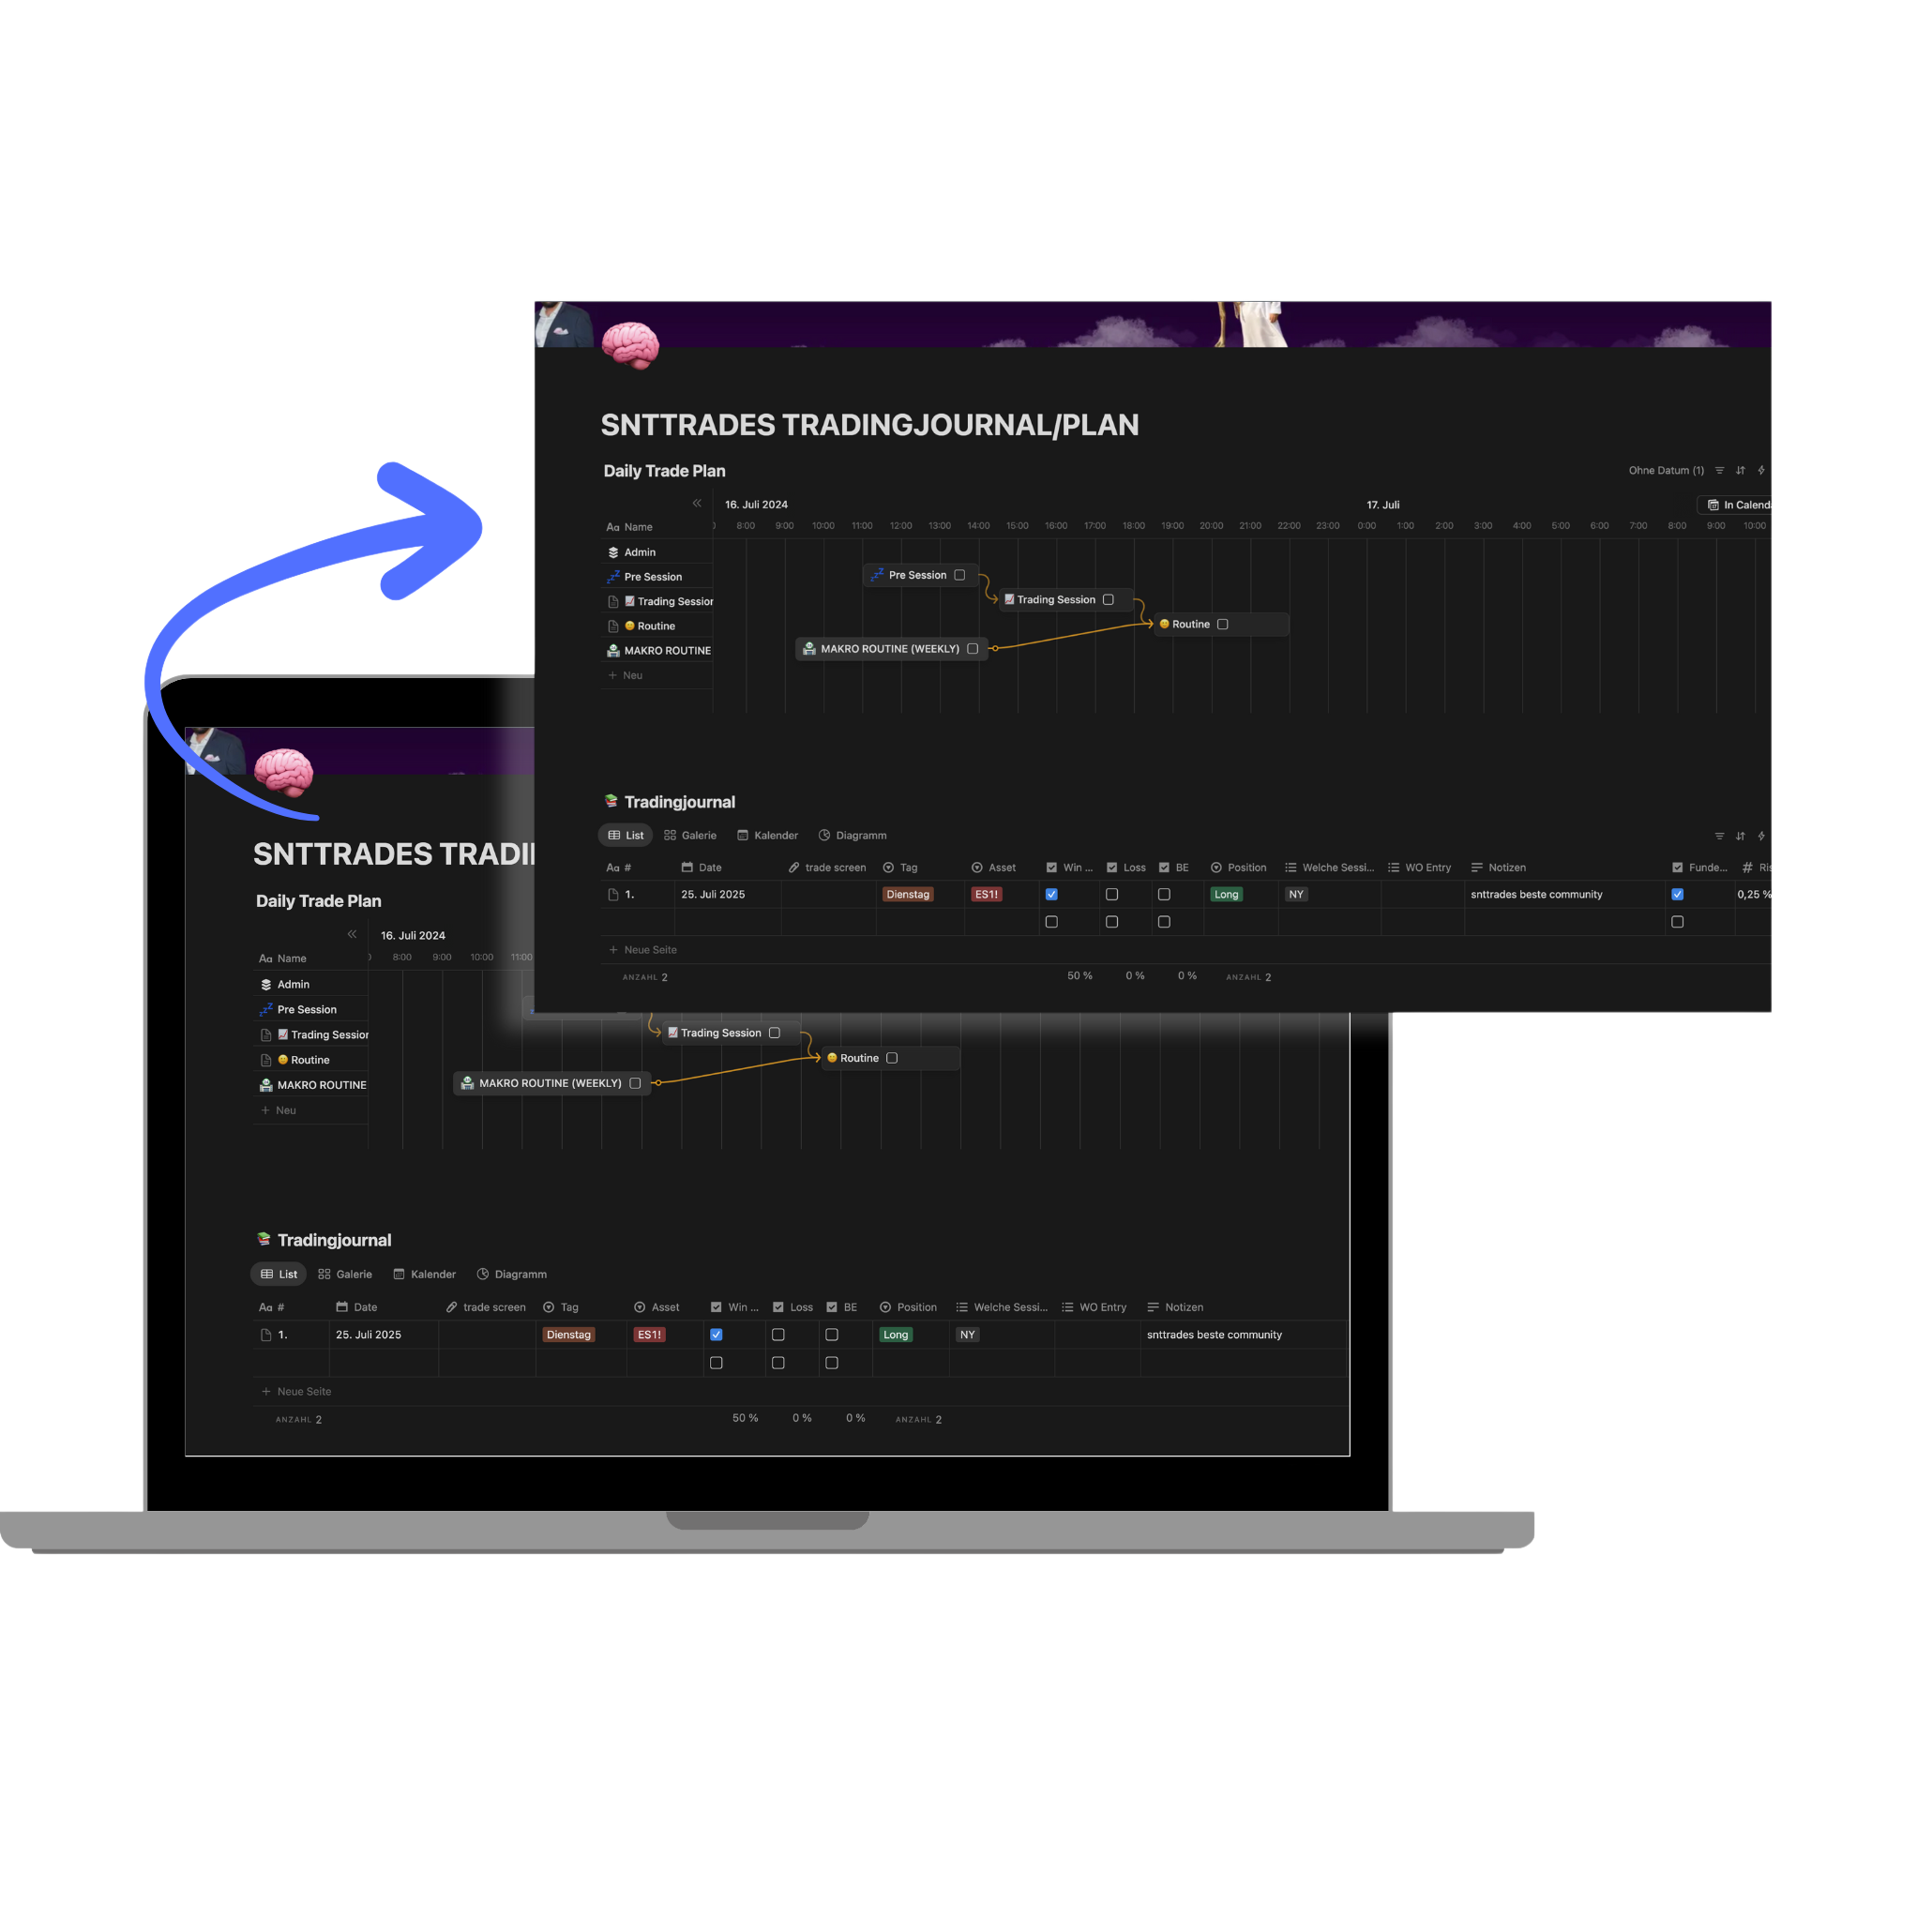 SNTTRADES TRADINGJOURNAL/PLAN
Daily Trade Plan
Ohne Datum (1)
16. Juli 2024 17. Juli In Calenda
Aa Name 8:00 9:00 10:00 11:00 12:00 13:00 14:00 15:00 16:00 17:00 18:00 19:00 20:00 21:00 22:00 23:00 0:00 1:00 2:00 3:00 4:00 5:00 6:00 7:00 8:00 9:00 10:00
Admin
Pre Session Pre Session
Trading Session Trading Session
Routine Routine
MAKRO ROUTINE MAKRO ROUTINE (WEEKLY)
+ Neu
Tradingjournal
List Galerie Kalender Diagramm
Aa # Date trade screen Tag Asset Win ... Loss BE Position Welche Sessi... WO Entry Notizen Funde... # Ris
1. 25. Juli 2025 Dienstag ES1! Long NY snttrades beste community 0,25 %
+ Neue Seite
ANZAHL 2 50 % 0 % 0 % ANZAHL 2
SNTTRADES TRADI
Daily Trade Plan
16. Juli 2024
Aa Name 8:00 9:00 10:00 11:00
Admin
Pre Session
Trading Session Trading Session
Routine Routine
MAKRO ROUTINE MAKRO ROUTINE (WEEKLY)
+ Neu
Tradingjournal
List Galerie Kalender Diagramm
Aa # Date trade screen Tag Asset Win ... Loss BE Position Welche Sessi... WO Entry Notizen
1. 25. Juli 2025 Dienstag ES1! Long NY snttrades beste community
+ Neue Seite
ANZAHL 2 50 % 0 % 0 % ANZAHL 2